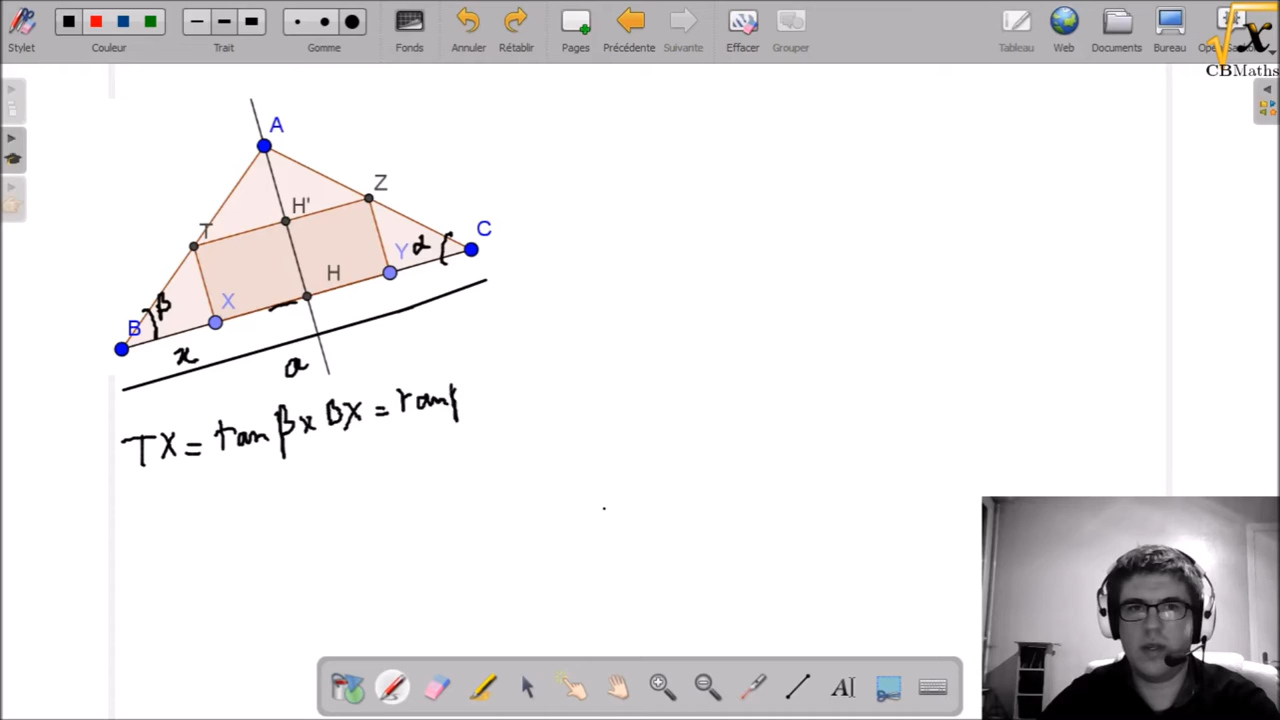 Stylet
Couleur
Trait
Gomme
Fonds
Annuler
Rétablir
Pages
Précédente
Suivante
Effacer
Grouper
Tableau
Web
Documents
Bureau
x
CBMaths
A
H'
Z
T
C
α
Y
H
X
β
B
x
a
TX = tan β x BX = tan β
AI